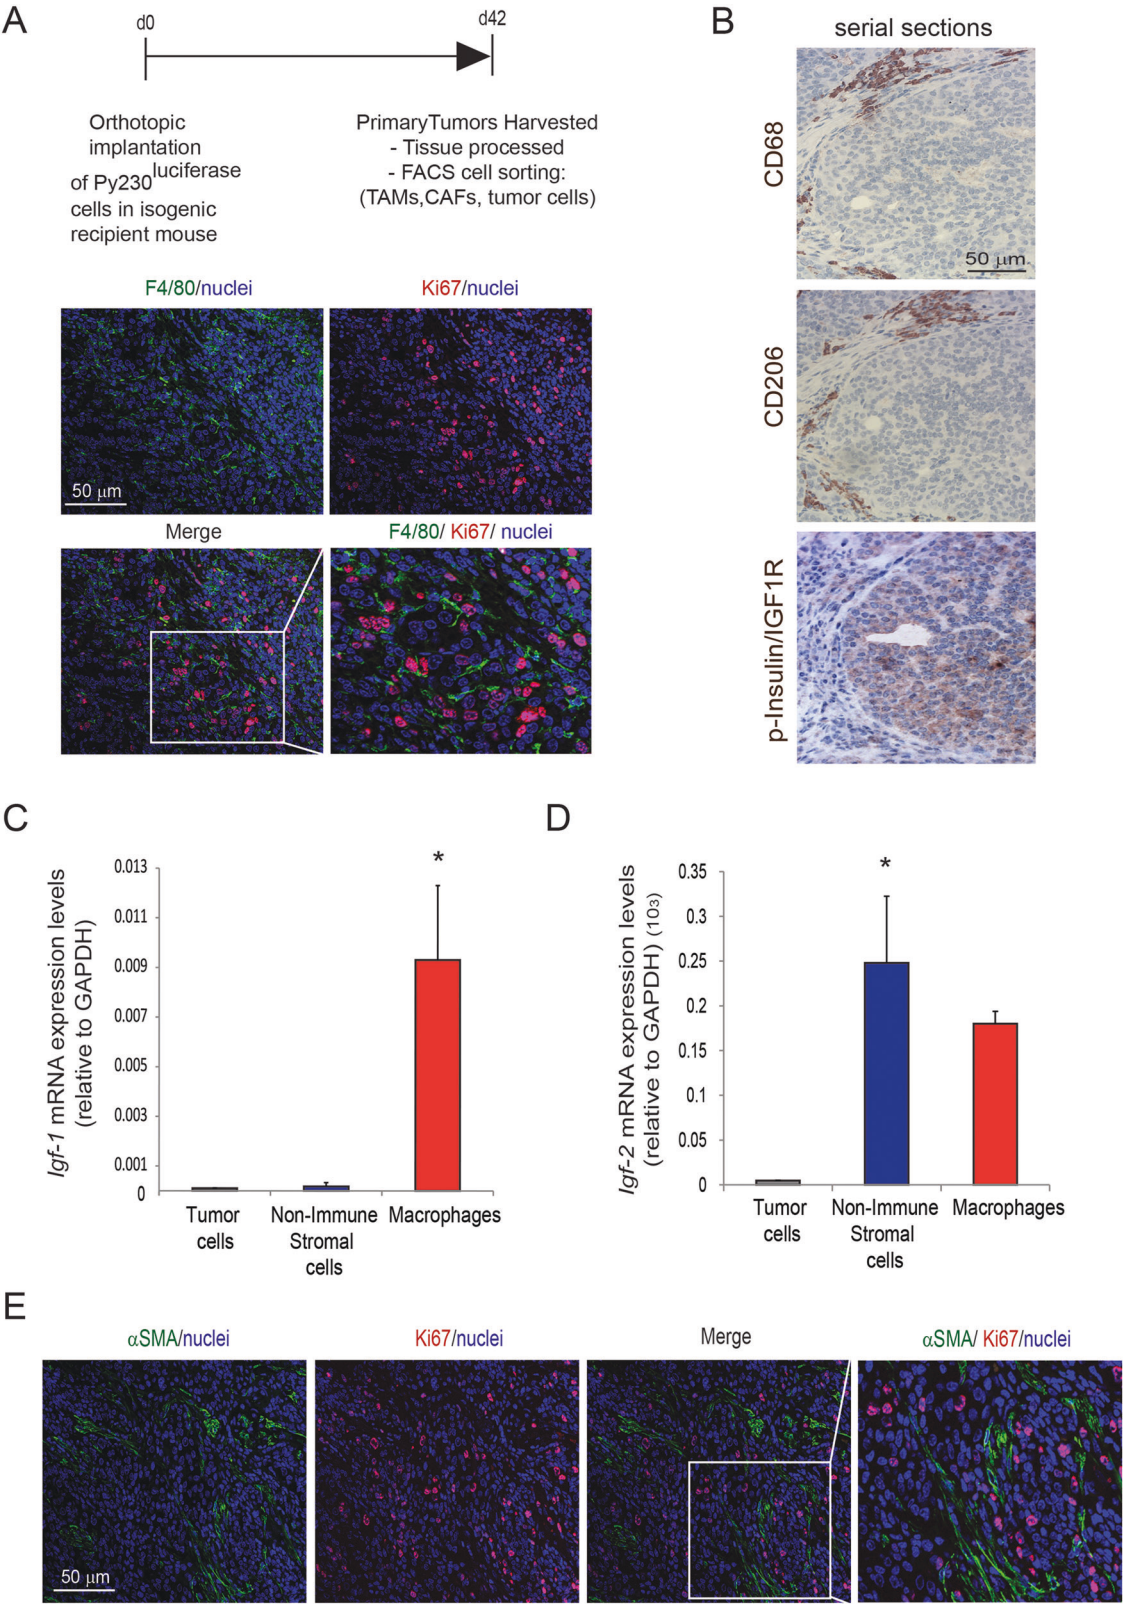 A
d0
d42
Orthotopic
implantation
of Py230luciferase
cells in isogenic
recipient mouse
PrimaryTumors Harvested
- Tissue processed
- FACS cell sorting:
(TAMs,CAFs, tumor cells)
F4/80/nuclei
Ki67/nuclei
50 μm
Merge
F4/80/ Ki67/ nuclei
B
serial sections
CD68
50 μm
CD206
p-Insulin/IGF1R
C
Igf-1 mRNA expression levels
(relative to GAPDH)
0.013
0.011
0.009
0.007
0.005
0.003
0.001
0
*
Tumor
cells
Non-Immune
Stromal
cells
Macrophages
D
Igf-2 mRNA expression levels
(relative to GAPDH) (103)
0.35
0.3
0.25
0.2
0.15
0.1
0.05
0
*
Tumor
cells
Non-Immune
Stromal
cells
Macrophages
E
αSMA/nuclei
Ki67/nuclei
Merge
αSMA/ Ki67/nuclei
50 μm